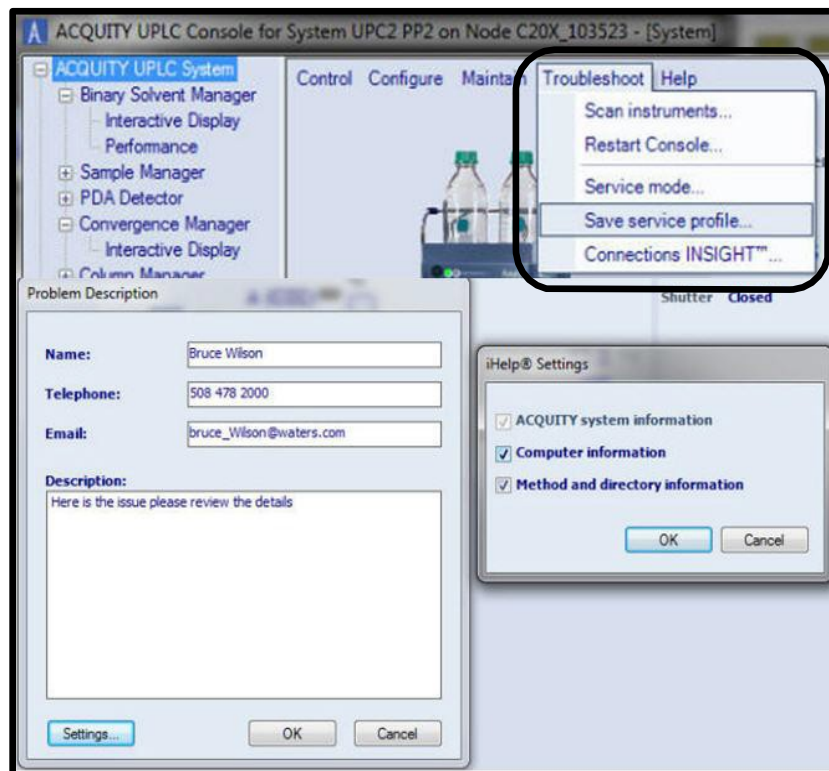 ACQUITY UPLC Console for System UPC2 PP2 on Node C20X_103523 - [System]
ACQUITY UPLC System
Binary Solvent Manager
Interactive Display
Performance
Sample Manager
PDA Detector
Convergence Manager
Interactive Display
Column Manager
Control Configure Maintain Troubleshoot Help
Scan instruments...
Restart Console...
Service mode...
Save service profile...
Connections INSIGHT™...
Shutter Closed
Problem Description
Name: Bruce Wilson
Telephone: 508 478 2000
Email: bruce_Wilson@waters.com
Description:
Here is the issue please review the details
Settings... OK Cancel
iHelp® Settings
ACQUITY system information
Computer information
Method and directory information
OK Cancel